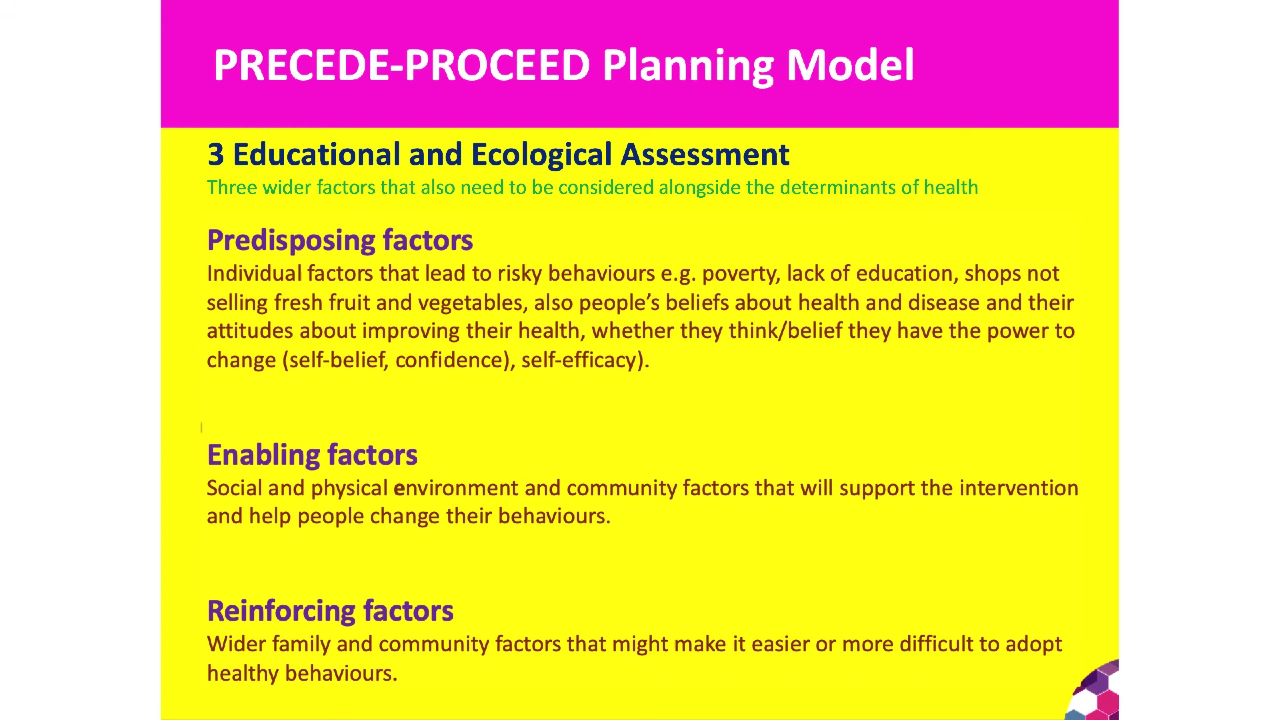 PRECEDE-PROCEED Planning Model
3 Educational and Ecological Assessment
Three wider factors that also need to be considered alongside the determinants of health
Predisposing factors
Individual factors that lead to risky behaviours e.g. poverty, lack of education, shops not
selling fresh fruit and vegetables, also people’s beliefs about health and disease and their
attitudes about improving their health, whether they think/belief they have the power to
change (self-belief, confidence), self-efficacy).
Enabling factors
Social and physical environment and community factors that will support the intervention
and help people change their behaviours.
Reinforcing factors
Wider family and community factors that might make it easier or more difficult to adopt
healthy behaviours.